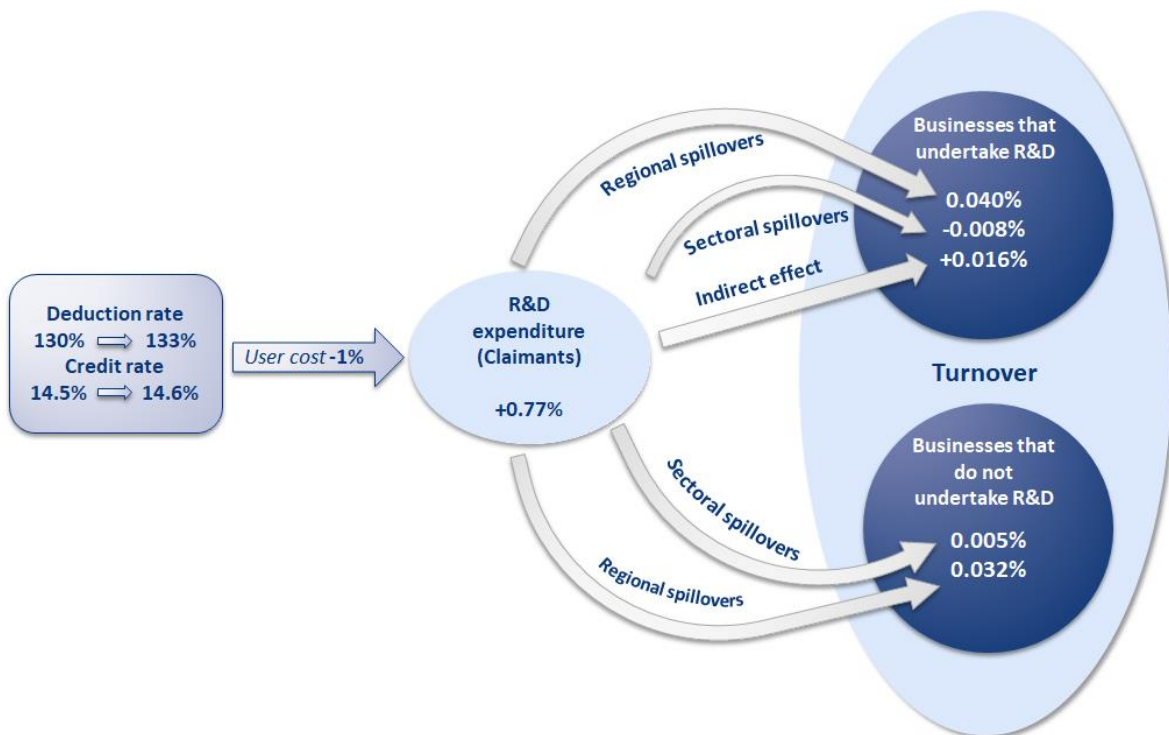 Deduction rate
130% 133%
Credit rate
14.5% 14.6%
User cost -1%
R&D
expenditure
(Claimants)
+0.77%
Regional spillovers
Sectoral spillovers
Indirect effect
Sectoral spillovers
Regional spillovers
Businesses that
undertake R&D
0.040%
-0.008%
+0.016%
Turnover
Businesses that
do not
undertake R&D
0.005%
0.032%